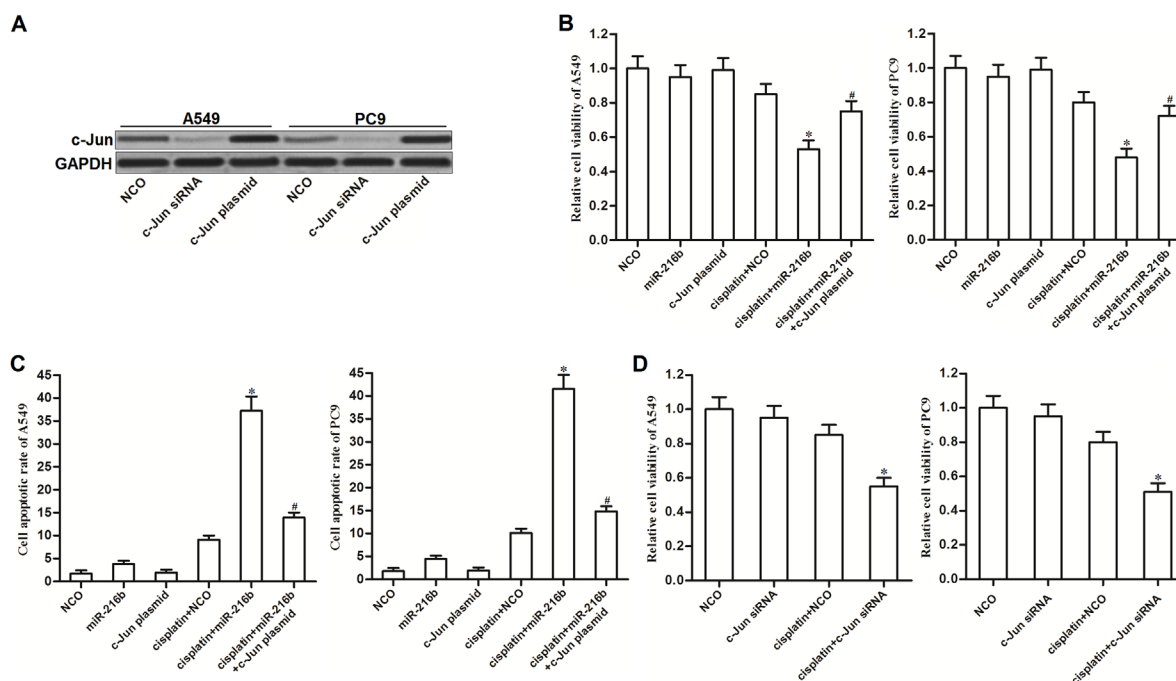 A
A549 PC9
c-Jun
GAPDH
NCO
c-Jun siRNA
c-Jun plasmid
NCO
c-Jun siRNA
c-Jun plasmid
B
Relative cell viability of A549
1.2
1.0
0.8
0.6
0.4
0.2
0.0
*
#
NCO
miR-216b
c-Jun plasmid
cisplatin+NCO
cisplatin+miR-216b
cisplatin+miR-216b
+c-Jun plasmid
Relative cell viability of PC9
1.2
1.0
0.8
0.6
0.4
0.2
0.0
*
#
NCO
miR-216b
c-Jun plasmid
cisplatin+NCO
cisplatin+miR-216b
cisplatin+miR-216b
+c-Jun plasmid
C
Cell apoptotic rate of A549
45
40
35
30
25
20
15
10
5
0
*
#
NCO
miR-216b
c-Jun plasmid
cisplatin+NCO
cisplatin+miR-216b
cisplatin+miR-216b
+c-Jun plasmid
Cell apoptotic rate of PC9
45
40
35
30
25
20
15
10
5
0
*
#
NCO
miR-216b
c-Jun plasmid
cisplatin+NCO
cisplatin+miR-216b
cisplatin+miR-216b
+c-Jun plasmid
D
Relative cell viability of A549
1.2
1.0
0.8
0.6
0.4
0.2
0.0
*
NCO
c-Jun siRNA
cisplatin+NCO
cisplatin+c-Jun siRNA
Relative cell viability of PC9
1.2
1.0
0.8
0.6
0.4
0.2
0.0
*
NCO
c-Jun siRNA
cisplatin+NCO
cisplatin+c-Jun siRNA